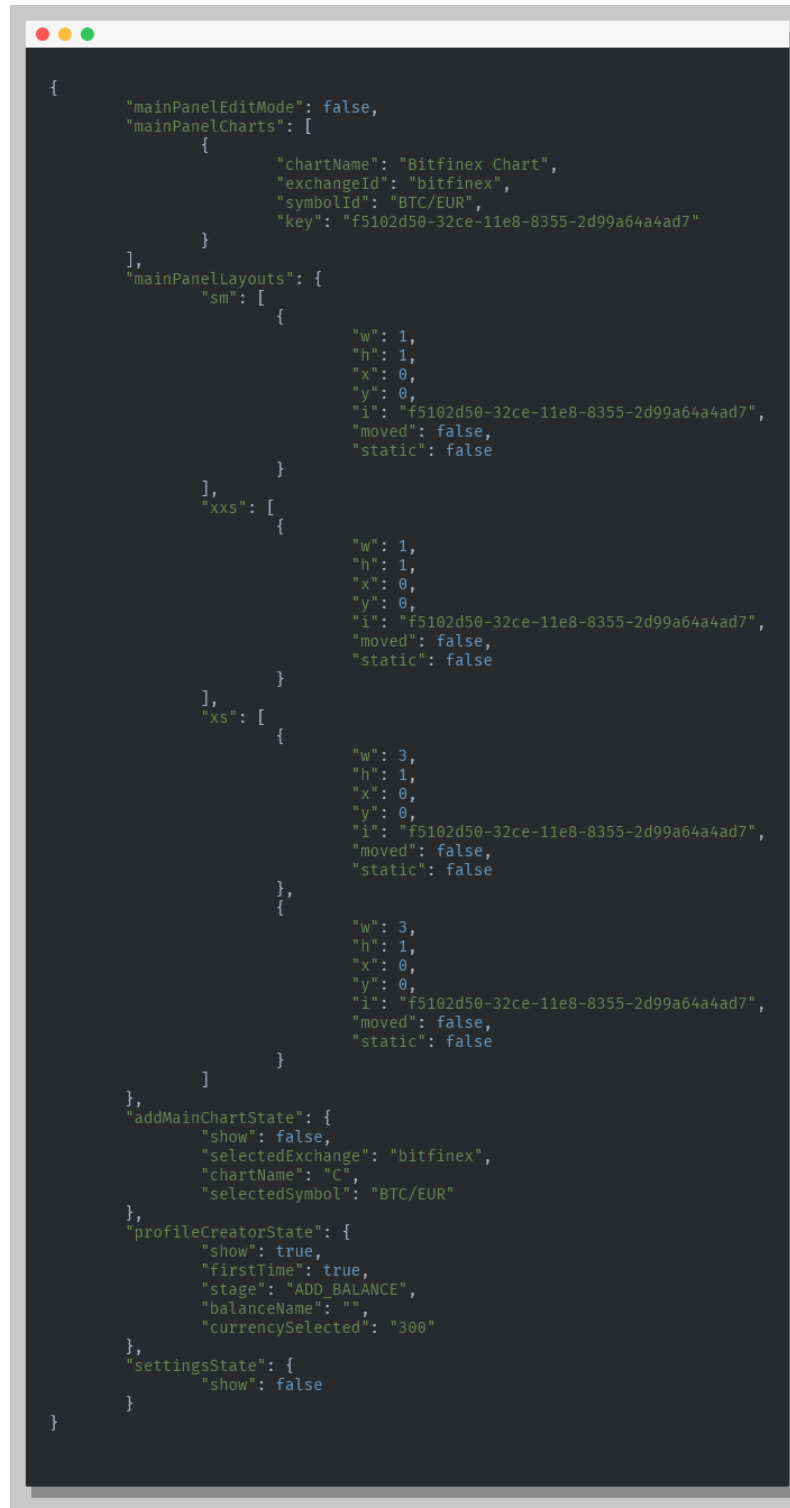 {
"mainPanelEditMode": false,
"mainPanelCharts": [
{
"chartName": "Bitfinex Chart",
"exchangeId": "bitfinex",
"symbolId": "BTC/EUR",
"key": "f5102d50-32ce-11e8-8355-2d99a64a4ad7"
}
],
"mainPanelLayouts": {
"sm": [
{
"w": 1,
"h": 1,
"x": 0,
"y": 0,
"i": "f5102d50-32ce-11e8-8355-2d99a64a4ad7",
"moved": false,
"static": false
}
],
"xxs": [
{
"w": 1,
"h": 1,
"x": 0,
"y": 0,
"i": "f5102d50-32ce-11e8-8355-2d99a64a4ad7",
"moved": false,
"static": false
}
],
"xs": [
{
"w": 3,
"h": 1,
"x": 0,
"y": 0,
"i": "f5102d50-32ce-11e8-8355-2d99a64a4ad7",
"moved": false,
"static": false
},
{
"w": 3,
"h": 1,
"x": 0,
"y": 0,
"i": "f5102d50-32ce-11e8-8355-2d99a64a4ad7",
"moved": false,
"static": false
}
]
},
"addMainChartState": {
"show": false,
"selectedExchange": "bitfinex",
"chartName": "C",
"selectedSymbol": "BTC/EUR"
},
"profileCreatorState": {
"show": true,
"firstTime": true,
"stage": "ADD_BALANCE",
"balanceName": "",
"currencySelected": "300"
},
"settingsState": {
"show": false
}
}